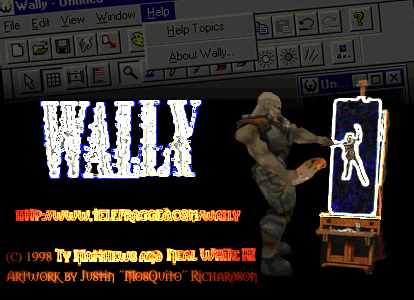 Wally - Untitled
File Edit View Window Help
Help Topics
About Wally...
Un...
WALLY
http://www.telefragged.com/wally
(C) 1998 Ty Matthews and Neal White III
Artwork by Justin "Mosquito" Richardson